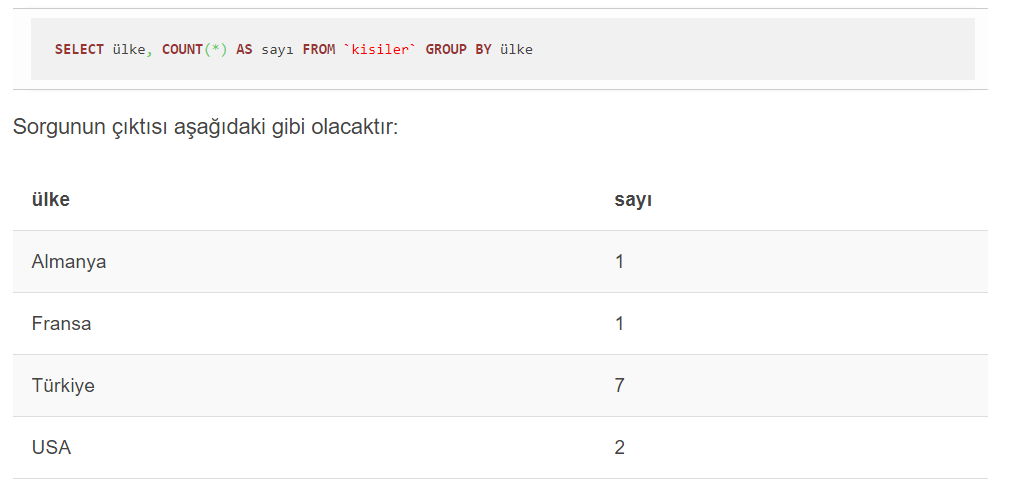 SELECT ülke, COUNT(*) AS sayı FROM `kisiler` GROUP BY ülke
Sorgunun çıktısı aşağıdaki gibi olacaktır:
ülke sayı
Almanya 1
Fransa 1
Türkiye 7
USA 2